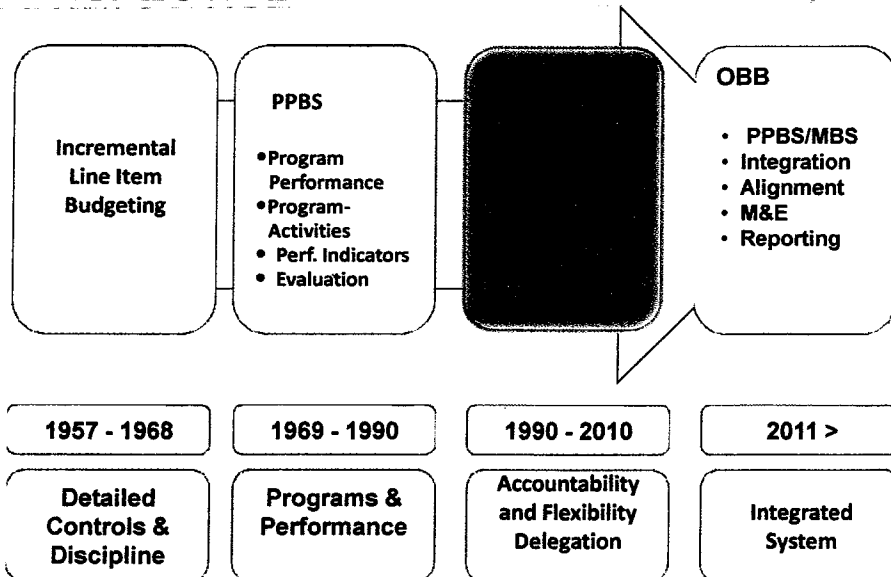 Incremental
Line Item
Budgeting
PPBS
• Program
Performance
• Program-
Activities
• Perf. Indicators
• Evaluation
OBB
• PPBS/MBS
• Integration
• Alignment
• M&E
• Reporting
1957 - 1968
1969 - 1990
1990 - 2010
2011 >
Detailed
Controls &
Discipline
Programs &
Performance
Accountability
and Flexibility
Delegation
Integrated
System